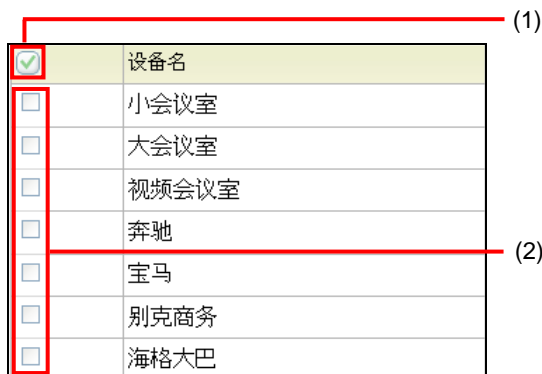 (1)
设备名
小会议室
大会议室
视频会议室
奔驰
(2)
宝马
别克商务
海格大巴